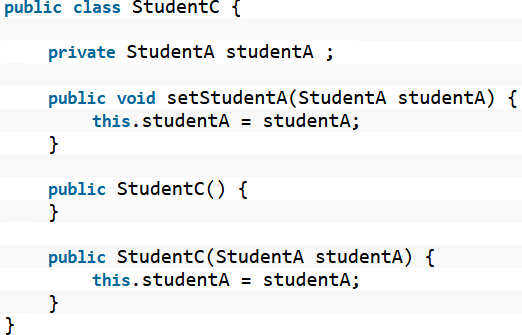 public class StudentC {
private StudentA studentA ;
public void setStudentA(StudentA studentA) {
this.studentA = studentA;
}
public StudentC() {
}
public StudentC(StudentA studentA) {
this.studentA = studentA;
}
}